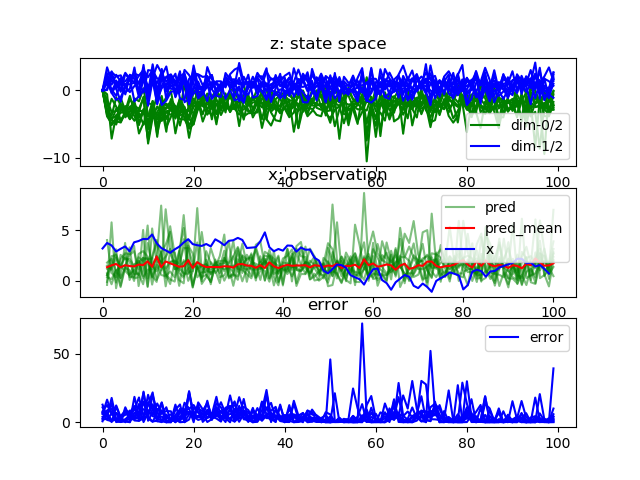 z: state space
0
−10
dim-0/2
dim-1/2
0 20 40 60 80 100
x: observation
5
0
pred
pred_mean
x
0 20 40 60 80 100
error
50
0
error
0 20 40 60 80 100